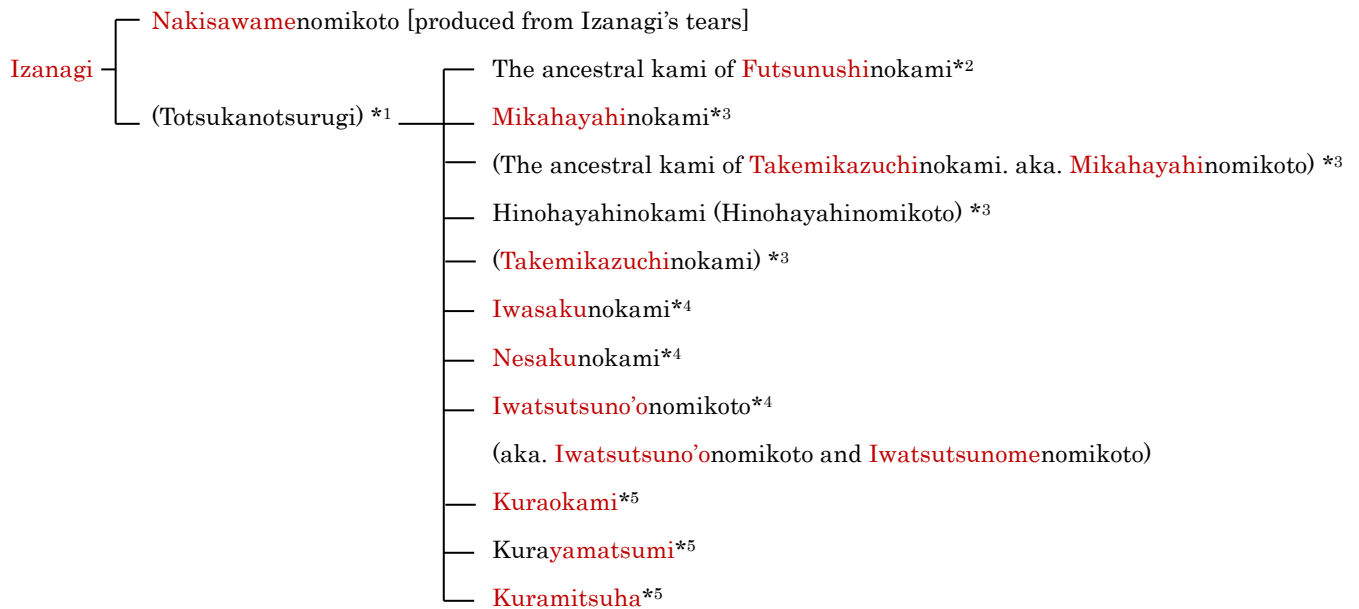 Nakisawamenomikoto [produced from Izanagi’s tears]
Izanagi
The ancestral kami of Futsunushinokami*2
(Totsukanotsurugi) *1
Mikahayahinokami*3
(The ancestral kami of Takemikazuchinokami. aka. Mikahayahinomikoto) *3
Hinohayahinokami (Hinohayahinomikoto) *3
(Takemikazuchinokami) *3
Iwasakunokami*4
Nesakunokami*4
Iwatsutsuno’onomikoto*4
(aka. Iwatsutsuno’onomikoto and Iwatsutsunomenomikoto)
Kuraokami*5
Kurayamatsumi*5
Kuramitsuha*5